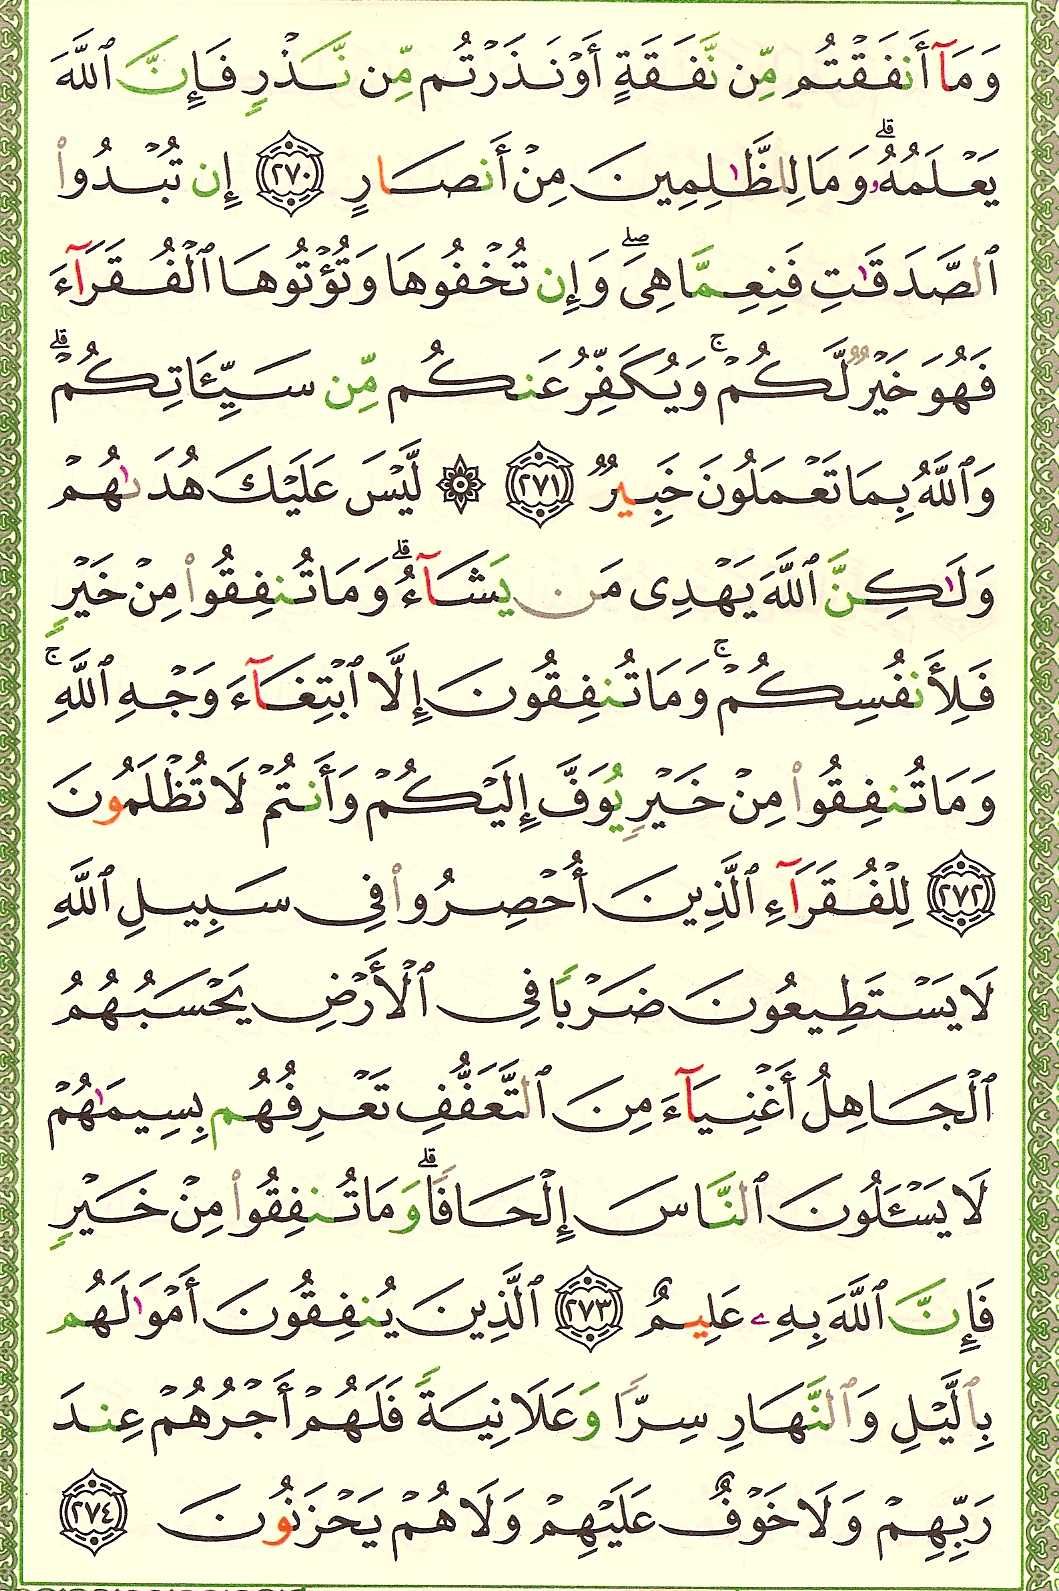 وَمَآ أَنفَقْتُم مِّن نَّفَقَةٍ أَوْ نَذَرْتُم مِّن نَّذْرٍ فَإِنَّ ٱللَّهَ
يَعْلَمُهُۥ ۗ وَمَا لِلظَّٰلِمِينَ مِنْ أَنصَارٍ ٢٧٠ إِن تُبْدُوا۟
ٱلصَّدَقَٰتِ فَنِعِمَّا هِىَ ۖ وَإِن تُخْفُوهَا وَتُؤْتُوهَا ٱلْفُقَرَآءَ
فَهُوَ خَيْرٌ لَّكُمْ ۚ وَيُكَفِّرُ عَنكُم مِّن سَيِّـَٔاتِكُمْ ۗ
وَٱللَّهُ بِمَا تَعْمَلُونَ خَبِيرٌ ٢٧١ ۞ لَّيْسَ عَلَيْكَ هُدَىٰهُمْ
وَلَٰكِنَّ ٱللَّهَ يَهْدِى مَن يَشَآءُ ۗ وَمَا تُنفِقُوا۟ مِنْ خَيْرٍ
فَلِأَنفُسِكُمْ ۚ وَمَا تُنفِقُونَ إِلَّا ٱبْتِغَآءَ وَجْهِ ٱللَّهِ ۚ
وَمَا تُنفِقُوا۟ مِنْ خَيْرٍ يُوَفَّ إِلَيْكُمْ وَأَنتُمْ لَا تُظْلَمُونَ
٢٧٢ لِلْفُقَرَآءِ ٱلَّذِينَ أُحْصِرُوا۟ فِى سَبِيلِ ٱللَّهِ
لَا يَسْتَطِيعُونَ ضَرْبًا فِى ٱلْأَرْضِ يَحْسَبُهُمُ
ٱلْجَاهِلُ أَغْنِيَآءَ مِنَ ٱلتَّعَفُّفِ تَعْرِفُهُم بِسِيمَٰهُمْ
لَا يَسْـَٔلُونَ ٱلنَّاسَ إِلْحَافًا ۗ وَمَا تُنفِقُوا۟ مِنْ خَيْرٍ
فَإِنَّ ٱللَّهَ بِهِۦ عَلِيمٌ ٢٧٣ ٱلَّذِينَ يُنفِقُونَ أَمْوَٰلَهُم
بِٱلَّيْلِ وَٱلنَّهَارِ سِرًّا وَعَلَانِيَةً فَلَهُمْ أَجْرُهُمْ عِندَ
رَبِّهِمْ وَلَا خَوْفٌ عَلَيْهِمْ وَلَا هُمْ يَحْزَنُونَ ٢٧٤